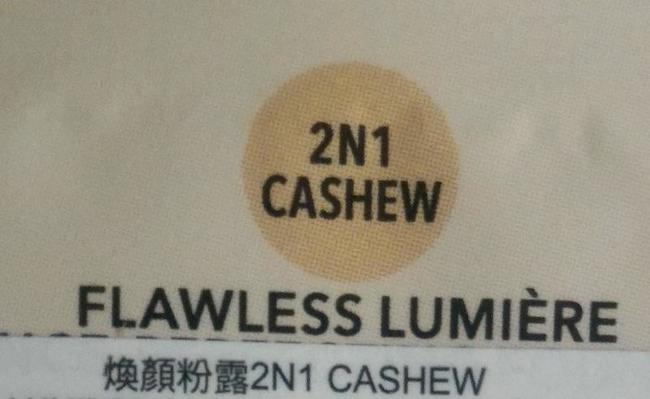 2N1
CASHEW
FLAWLESS LUMIÈRE
煥顏粉露2N1 CASHEW